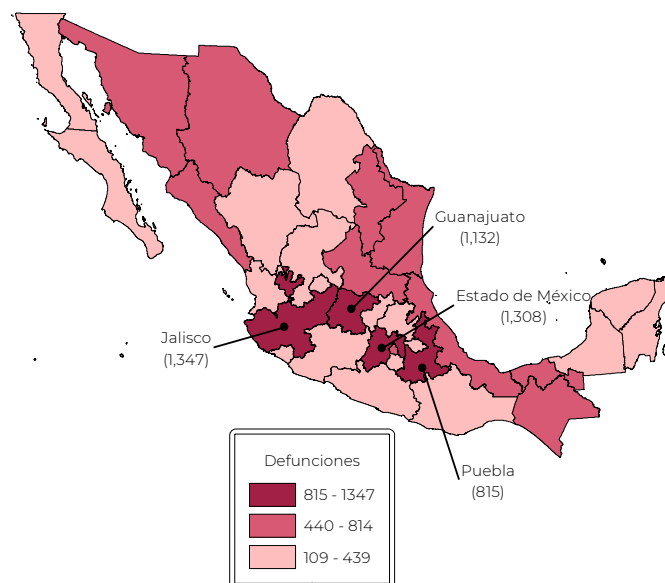 Guanajuato
(1,132)
Estado de México
(1,308)
Jalisco
(1,347)
Puebla
(815)
Defunciones
815 - 1347
440 - 814
109 - 439